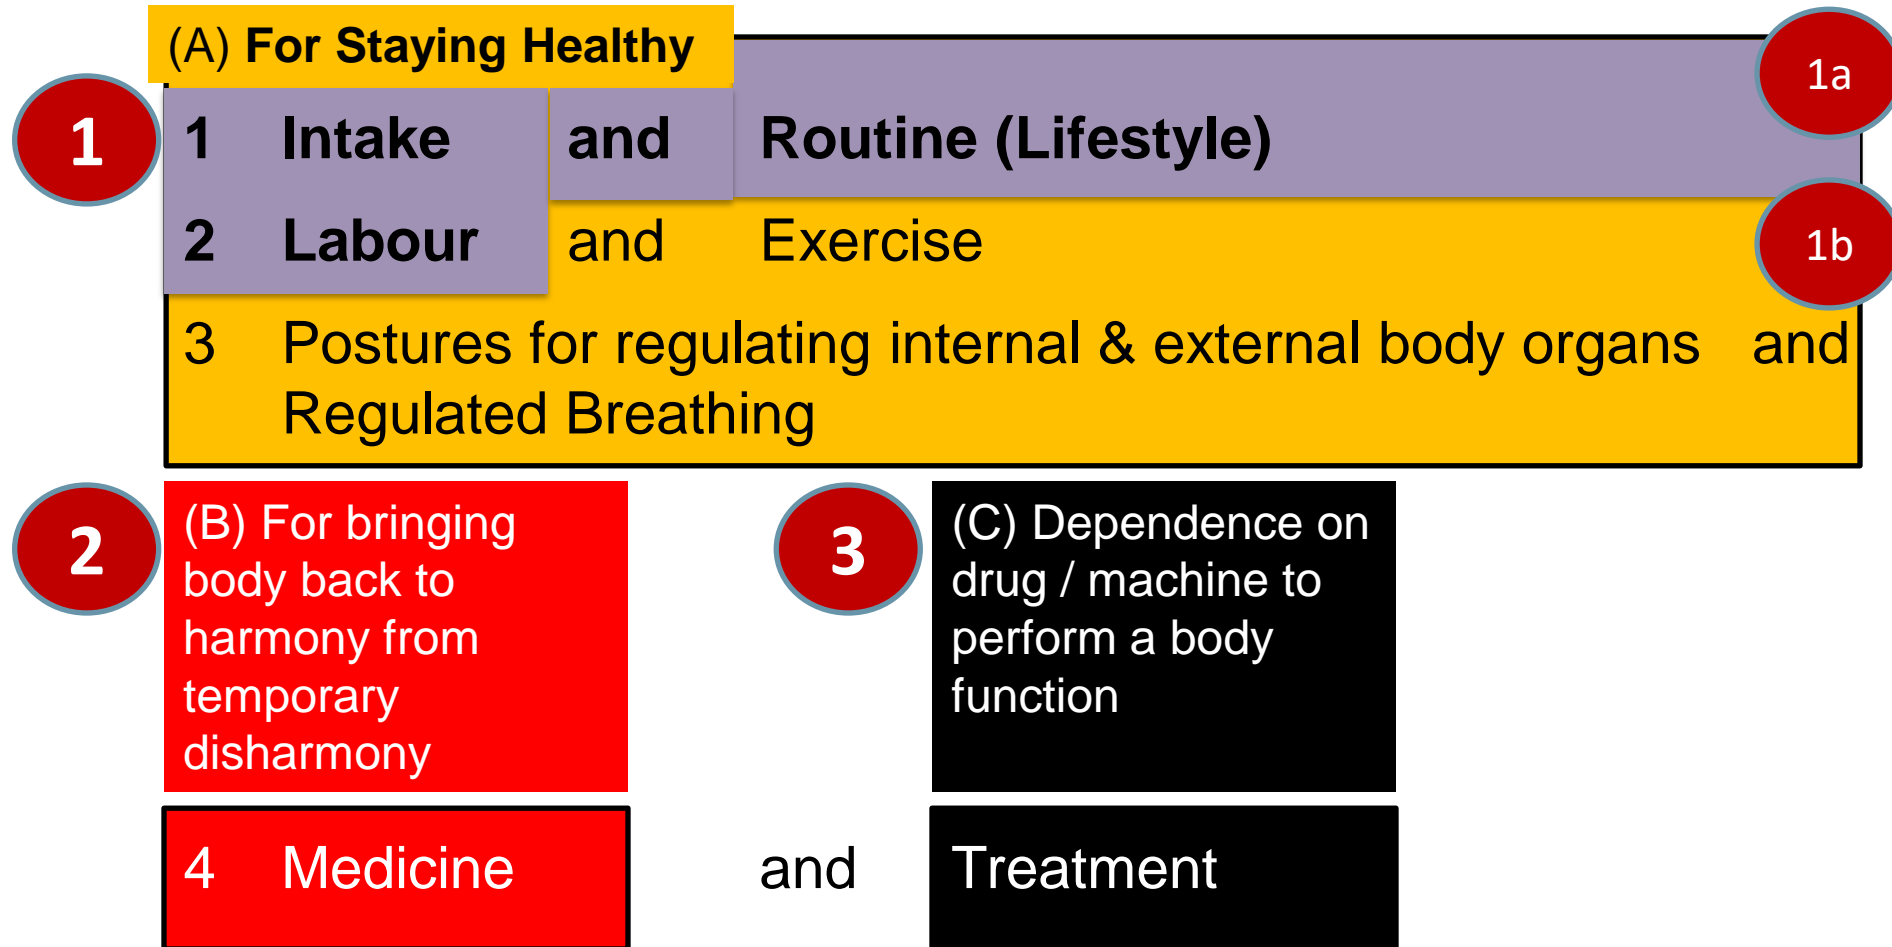 (A) For Staying Healthy
1a
1
1 Intake and Routine (Lifestyle)
2 Labour and Exercise
1b
3 Postures for regulating internal & external body organs and
Regulated Breathing
2
(B) For bringing
body back to
harmony from
temporary
disharmony
3
(C) Dependence on
drug / machine to
perform a body
function
4 Medicine and Treatment